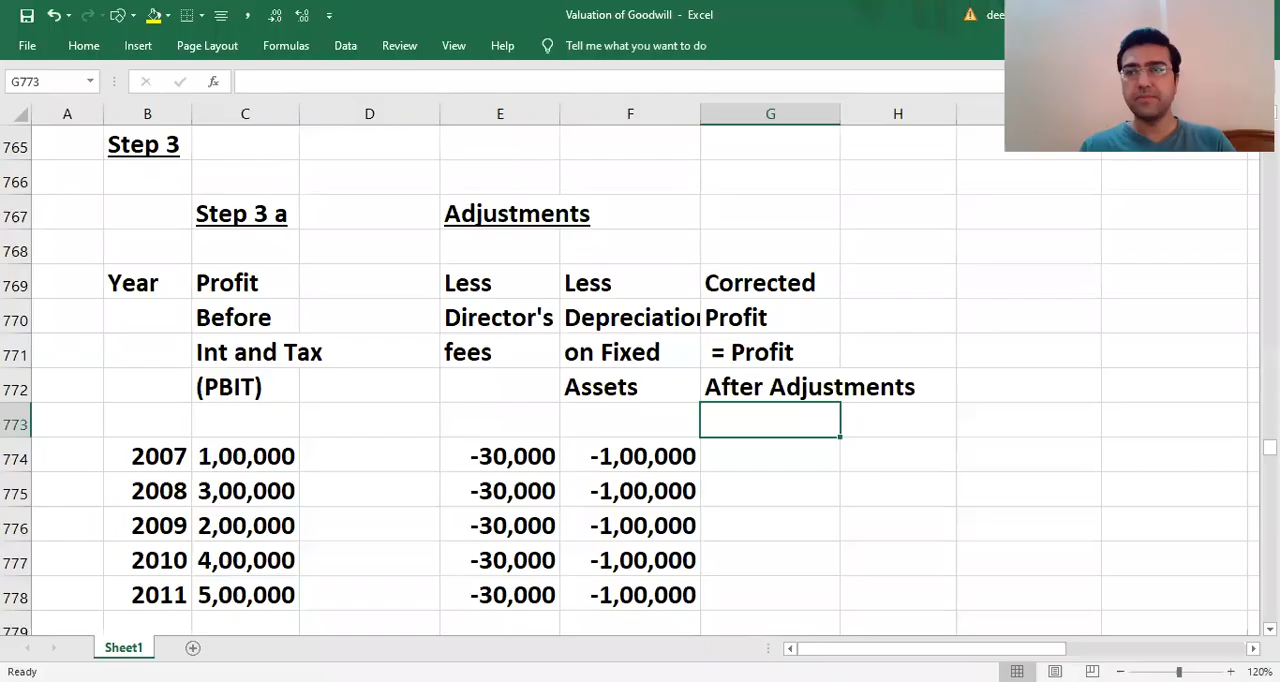 Valuation of Goodwill - Excel
dee
File Home Insert Page Layout Formulas Data Review View Help Tell me what you want to do
G773 fx
A B C D E F G H
765 Step 3
766
767 Step 3 a Adjustments
768
769 Year Profit Less Less Corrected
770 Before Director's Depreciation Profit
771 Int and Tax fees on Fixed = Profit
772 (PBIT) Assets After Adjustments
773
774 2007 1,00,000 -30,000 -1,00,000
775 2008 3,00,000 -30,000 -1,00,000
776 2009 2,00,000 -30,000 -1,00,000
777 2010 4,00,000 -30,000 -1,00,000
778 2011 5,00,000 -30,000 -1,00,000
779
Sheet1
Ready 120%